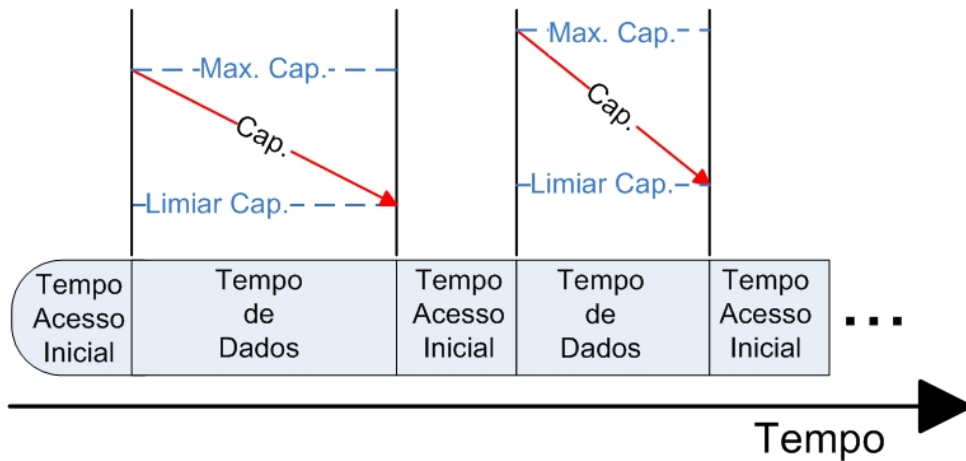 Max. Cap.
Max. Cap.
Cap.
Cap.
Limiar Cap.
Limiar Cap.
Tempo
Acesso
Inicial
Tempo
de
Dados
Tempo
Acesso
Inicial
Tempo
de
Dados
Tempo
Acesso
Inicial
...
Tempo